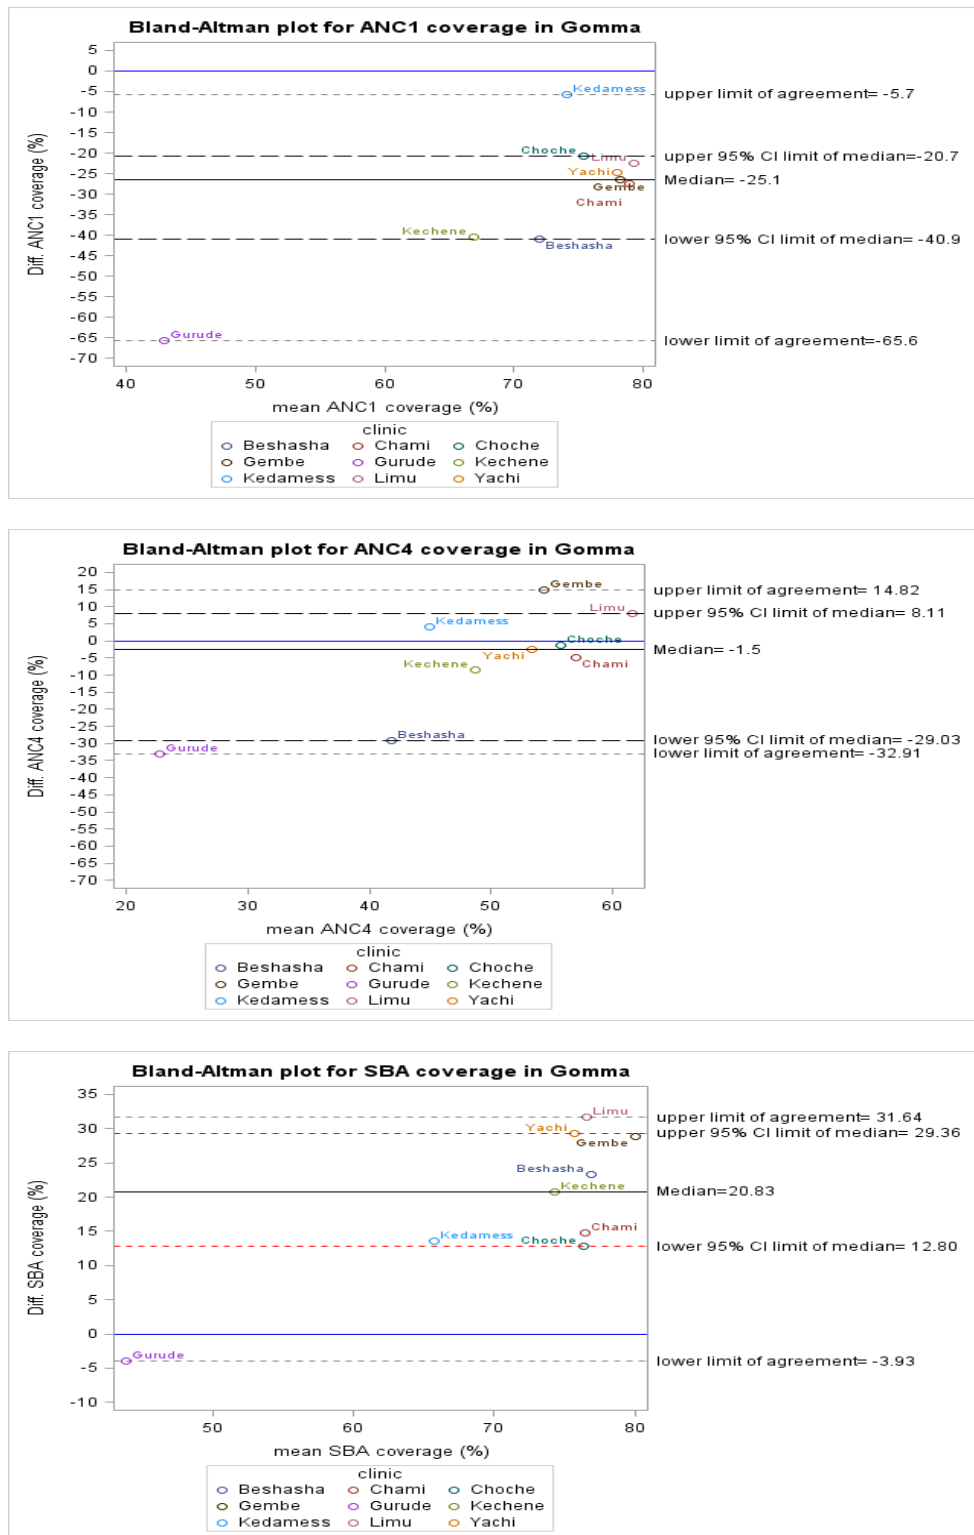 Bland-Altman plot for ANC1 coverage in Gomma
Diff. ANC1 coverage (%)
5
0
-5
-10
-15
-20
-25
-30
-35
-40
-45
-50
-55
-60
-65
-70
Kedamess
Choche
Limu
Yachi
Gembe
Chami
Kechene
Beshasha
Gurude
upper limit of agreement= -5.7
upper 95% CI limit of median=-20.7
Median= -25.1
lower 95% CI limit of median= -40.9
lower limit of agreement=-65.6
40 50 60 70 80
mean ANC1 coverage (%)
clinic
Beshasha Chami Choche
Gembe Gurude Kechene
Kedamess Limu Yachi
Bland-Altman plot for ANC4 coverage in Gomma
Diff. ANC4 coverage (%)
20
15
10
5
0
-5
-10
-15
-20
-25
-30
-35
-40
-45
-50
-55
-60
-65
-70
Gembe
Limu
Kedamess
Choche
Yachi
Chami
Kechene
Beshasha
Gurude
upper limit of agreement= 14.82
upper 95% CI limit of median= 8.11
Median= -1.5
lower 95% CI limit of median= -29.03
lower limit of agreement= -32.91
20 30 40 50 60
mean ANC4 coverage (%)
clinic
Beshasha Chami Choche
Gembe Gurude Kechene
Kedamess Limu Yachi
Bland-Altman plot for SBA coverage in Gomma
Diff. SBA coverage (%)
35
30
25
20
15
10
5
0
-5
-10
Limu
Yachi
Gembe
Beshasha
Kechene
Chami
Kedamess
Choche
Gurude
upper limit of agreement= 31.64
upper 95% CI limit of median= 29.36
Median=20.83
lower 95% CI limit of median= 12.80
lower limit of agreement= -3.93
50 60 70 80
mean SBA coverage (%)
clinic
Beshasha Chami Choche
Gembe Gurude Kechene
Kedamess Limu Yachi